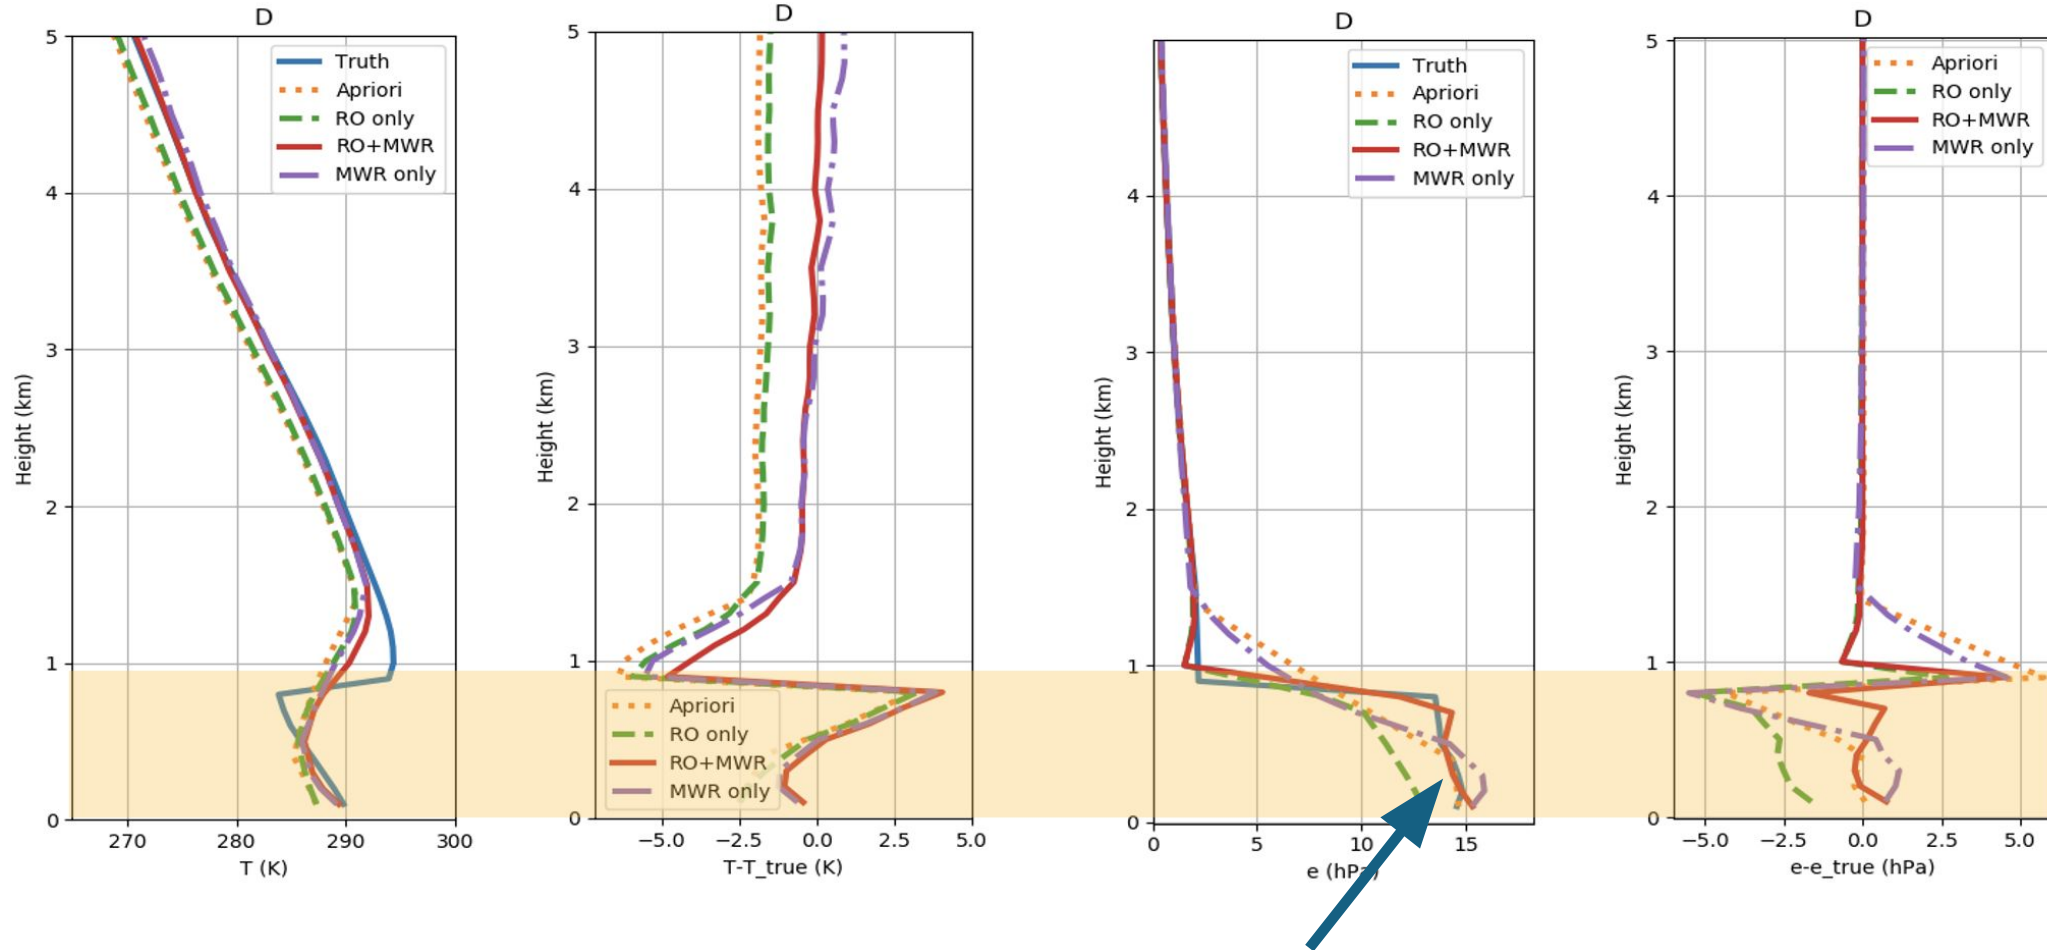 D
5
4
3
2
1
0
Height (km)
270
280
290
300
T (K)
Truth
Apriori
RO only
RO+MWR
MWR only
D
5
4
3
2
1
0
Height (km)
−5.0
−2.5
0.0
2.5
5.0
T-T_true (K)
Apriori
RO only
RO+MWR
MWR only
D
4
3
2
1
0
Height (km)
0
5
10
15
e (hPa)
Truth
Apriori
RO only
RO+MWR
MWR only
D
5
4
3
2
1
0
Height (km)
−5.0
−2.5
0.0
2.5
5.0
e-e_true (hPa)
Apriori
RO only
RO+MWR
MWR only